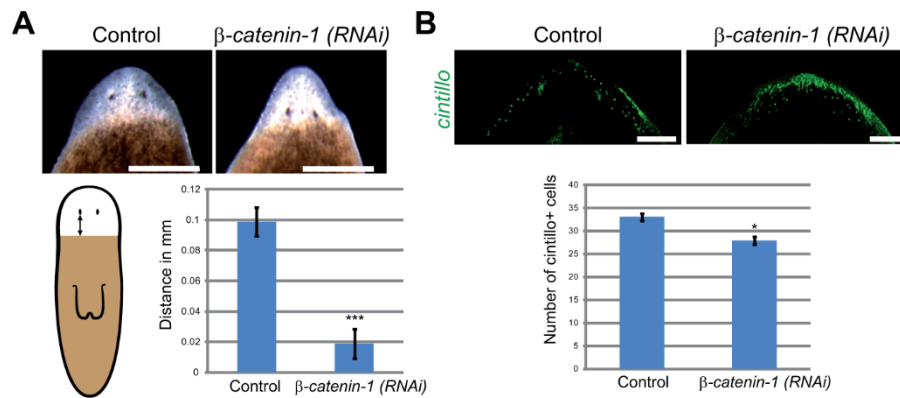 A
Control
β-catenin-1 (RNAi)
Distance in mm
0.12
0.1
0.08
0.06
0.04
0.02
0
***
Control
β-catenin-1 (RNAi)
B
Control
β-catenin-1 (RNAi)
cintillo
Number of cintillo+ cells
40
35
30
25
20
15
10
5
0
*
Control
β-catenin-1 (RNAi)